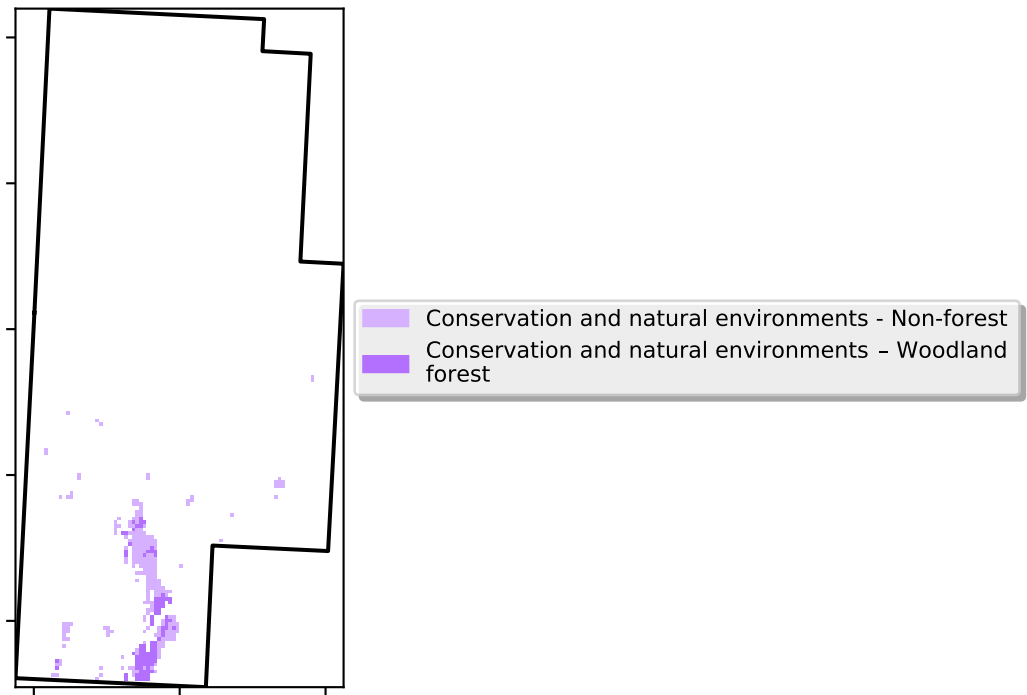 Conservation and natural environments - Non-forest
Conservation and natural environments – Woodland
forest